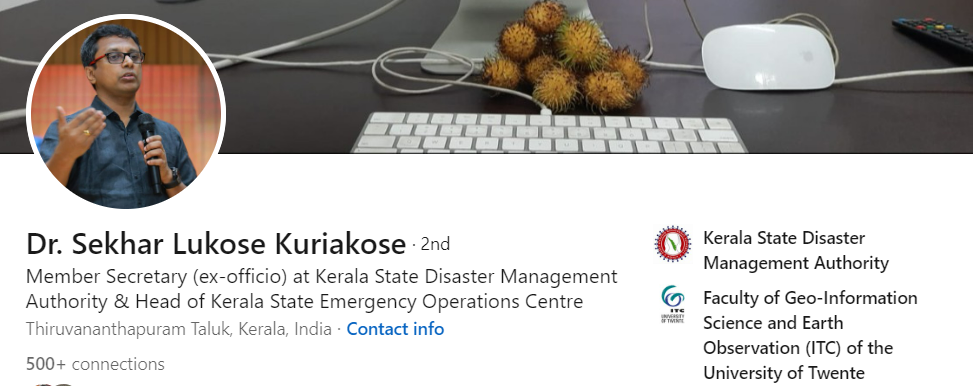 Dr. Sekhar Lukose Kuriakose · 2nd
Member Secretary (ex-officio) at Kerala State Disaster Management
Authority & Head of Kerala State Emergency Operations Centre
Thiruvananthapuram Taluk, Kerala, India · Contact info
500+ connections
Kerala State Disaster
Management Authority
ITC
UNIVERSITY
OF TWENTE
Faculty of Geo-Information
Science and Earth
Observation (ITC) of the
University of Twente